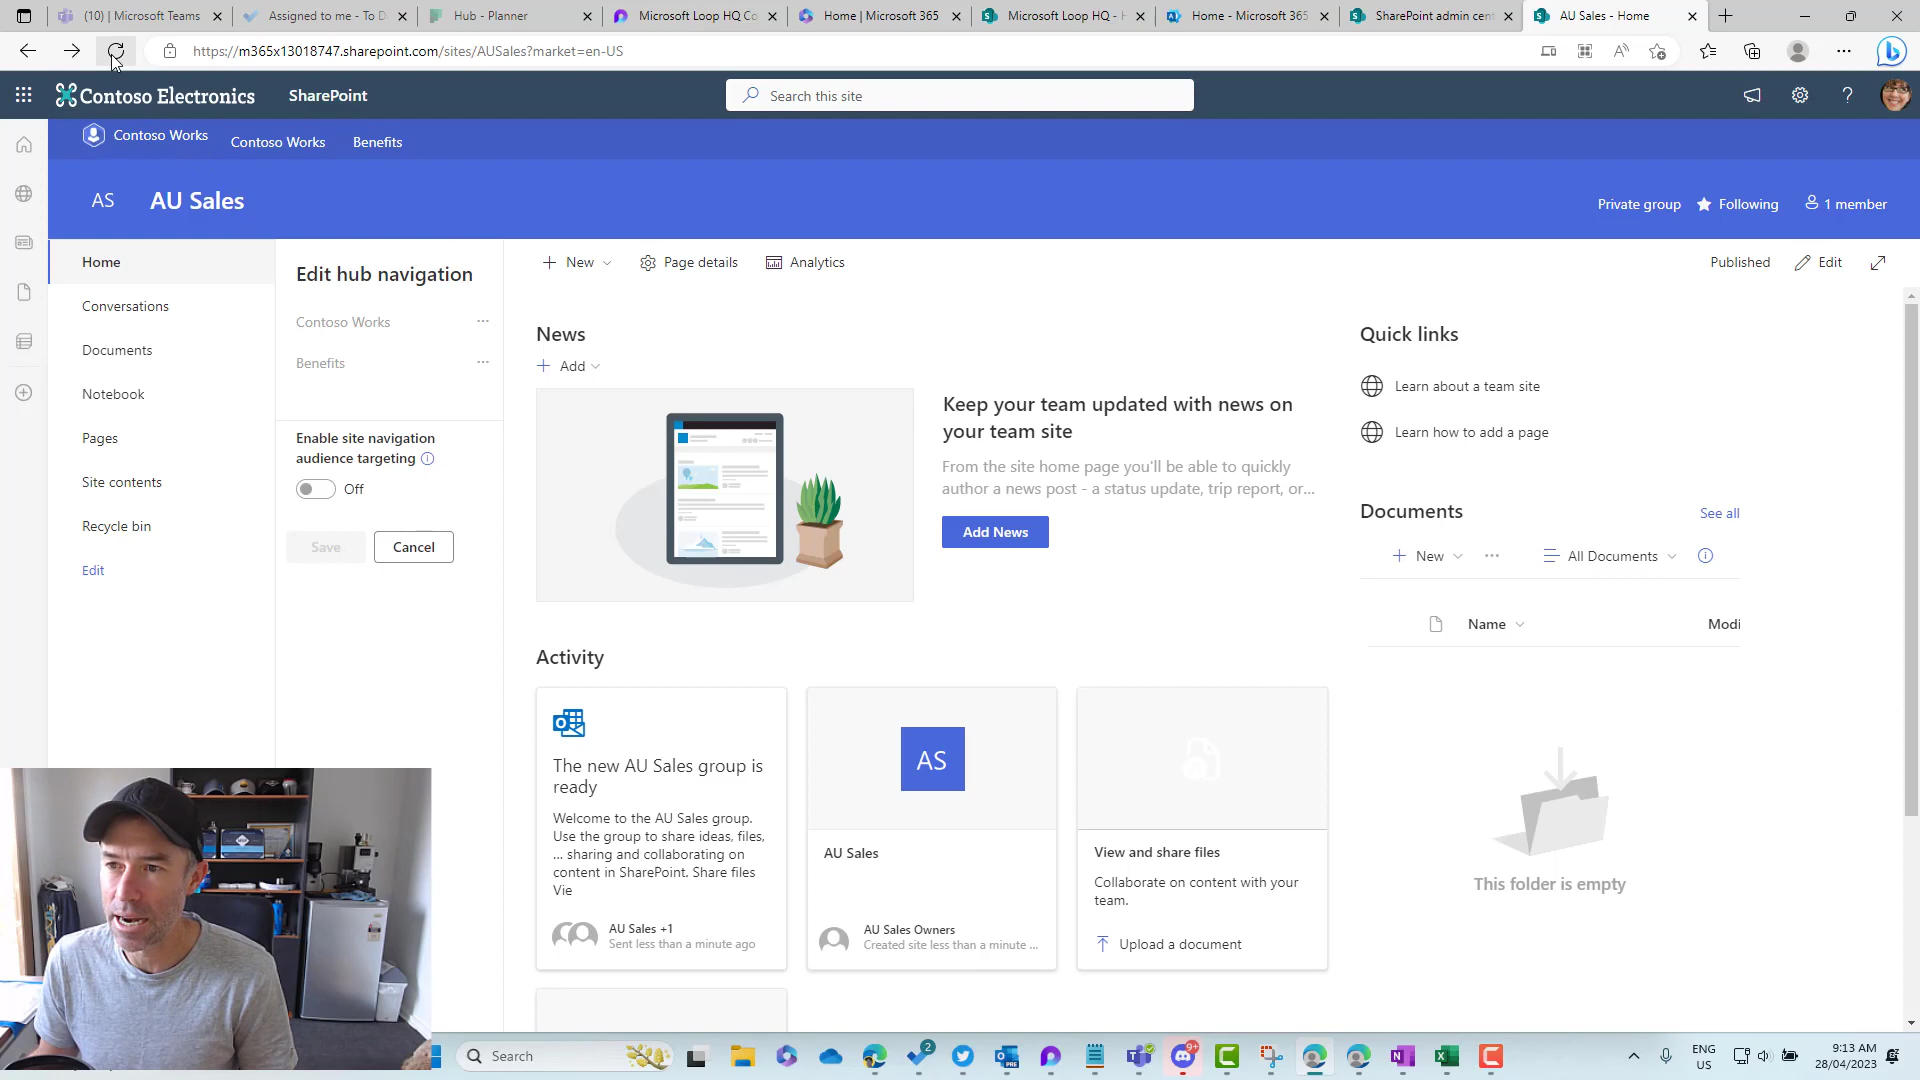 (10) | Microsoft Teams
Assigned to me - To D
Hub - Planner
Microsoft Loop HQ Co
Home | Microsoft 365
Microsoft Loop HQ - H
Home - Microsoft 365
SharePoint admin cent
AU Sales - Home
https://m365x13018747.sharepoint.com/sites/AUSales?market=en-US
Contoso Electronics
SharePoint
Search this site
Contoso Works
Contoso Works
Benefits
AS
AU Sales
Private group
Following
1 member
Home
Conversations
Documents
Notebook
Pages
Site contents
Recycle bin
Edit
Edit hub navigation
Contoso Works
Benefits
Enable site navigation
audience targeting
Off
Save
Cancel
New
Page details
Analytics
Published
Edit
News
Add
Keep your team updated with news on
your team site
From the site home page you'll be able to quickly
author a news post - a status update, trip report, or...
Add News
Quick links
Learn about a team site
Learn how to add a page
Documents
See all
New
All Documents
Name
Modi
This folder is empty
Activity
The new AU Sales group is
ready
Welcome to the AU Sales group.
Use the group to share ideas, files,
... sharing and collaborating on
content in SharePoint. Share files
Vie
AU Sales +1
Sent less than a minute ago
AS
AU Sales
AU Sales Owners
Created site less than a minute ...
View and share files
Collaborate on content with your
team.
Upload a document
Search
2
9+
ENG
US
9:13 AM
28/04/2023